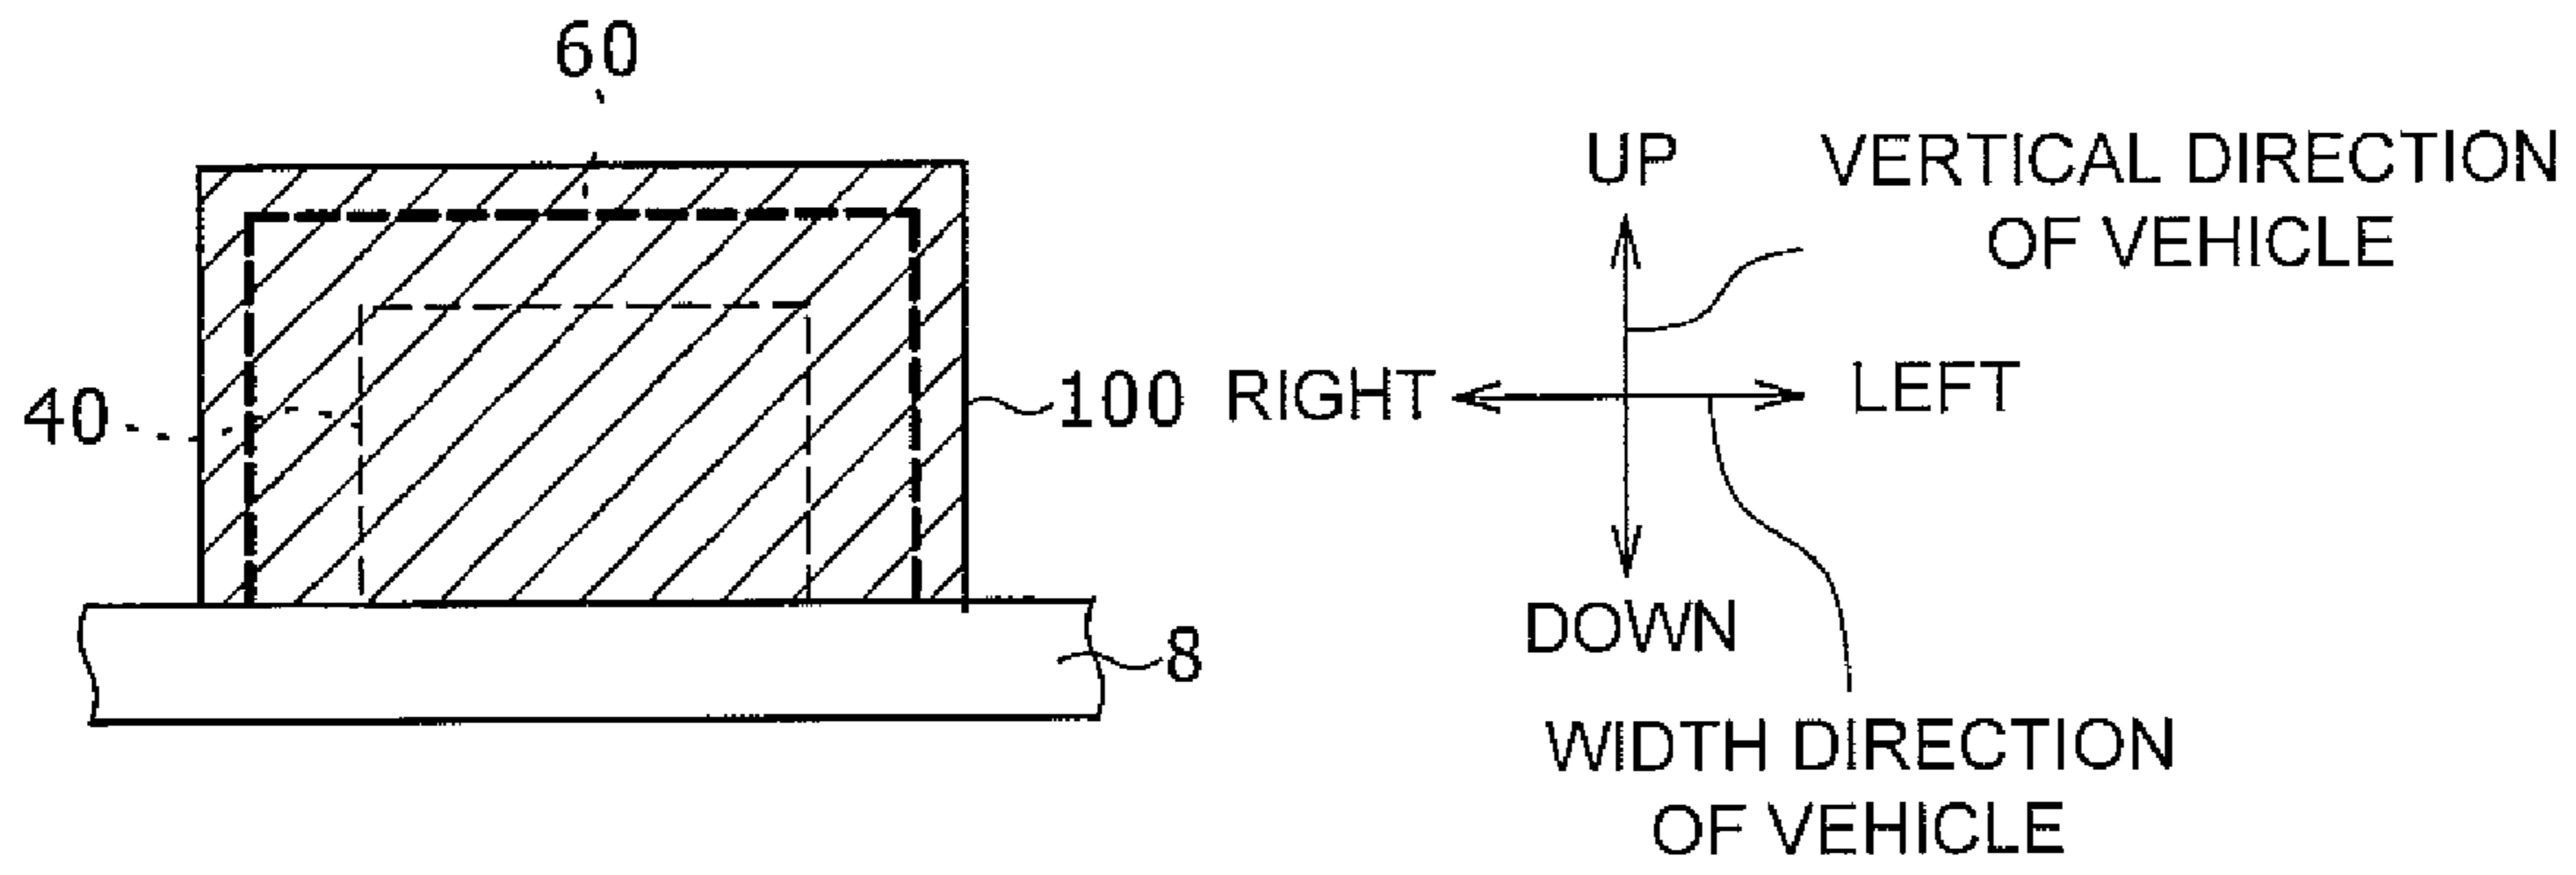 60
UP
VERTICAL DIRECTION
OF VEHICLE
40
100
RIGHT
LEFT
DOWN
8
WIDTH DIRECTION
OF VEHICLE